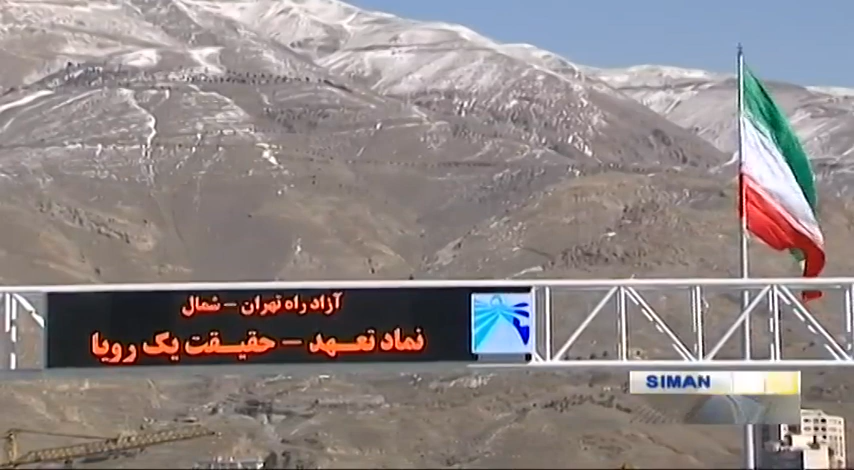 آزاد راه تهران – شمال
نماد تعهد – حقیقت یک رویا
SIMAN